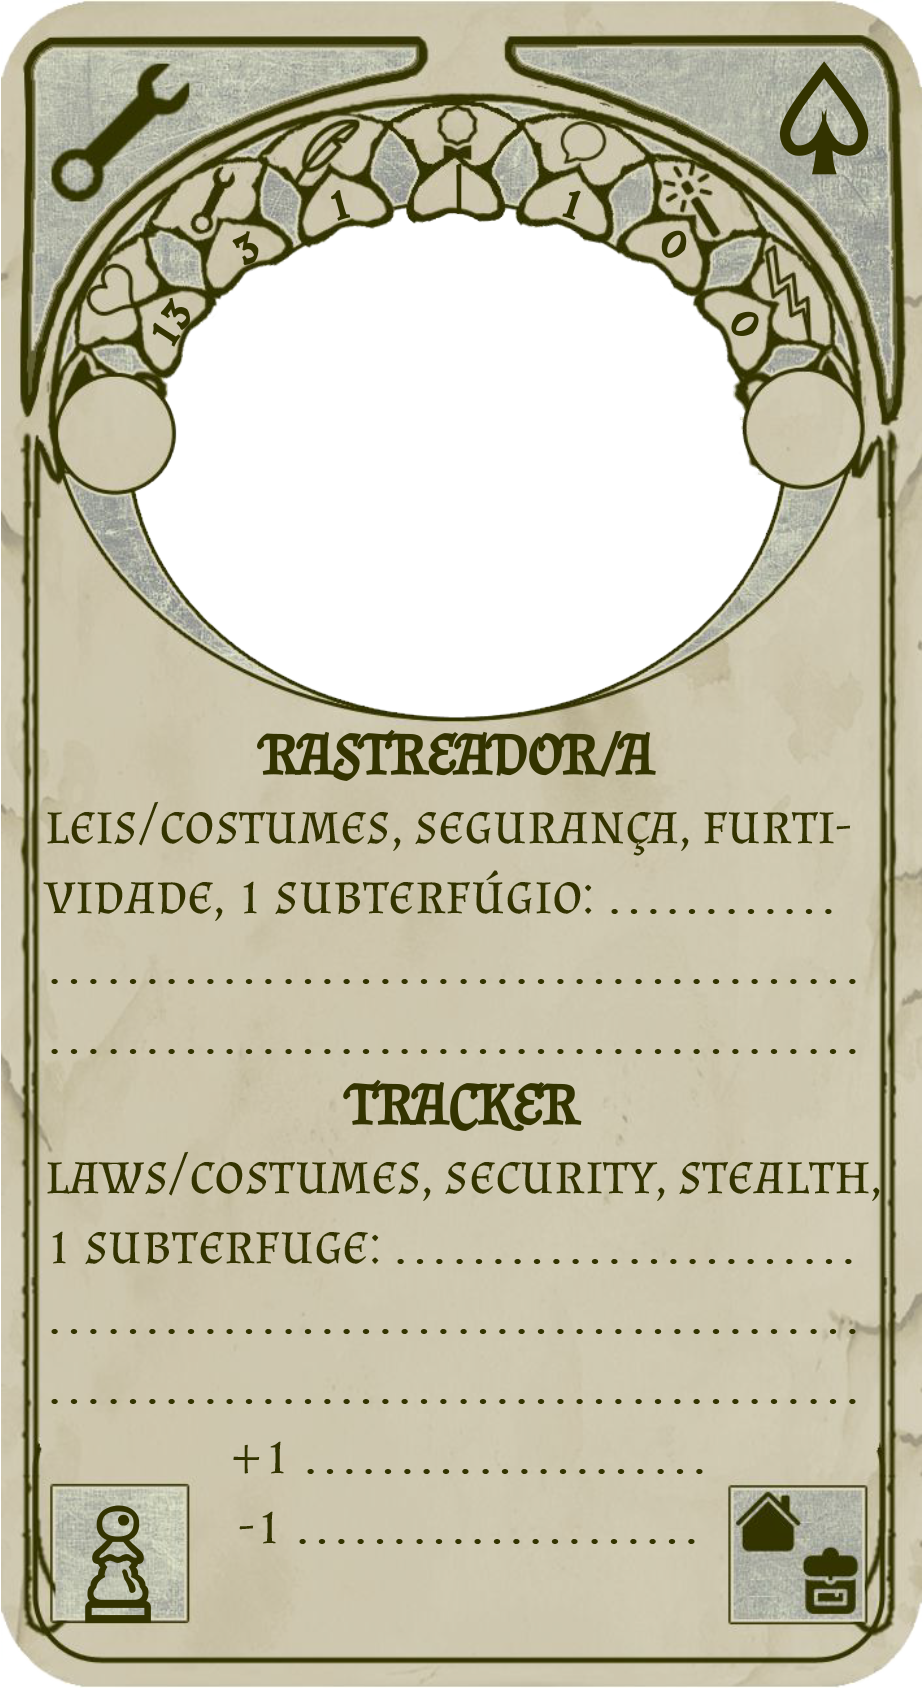 13 3 1 1 0 0
RASTREADOR/A
LEIS/COSTUMES, SEGURANÇA, FURTI-
VIDADE, 1 SUBTERFÚGIO: ............
..........................................
..........................................
TRACKER
LAWS/COSTUMES, SECURITY, STEALTH,
1 SUBTERFUGE: ........................
..........................................
..........................................
+1 .....................
-1 .....................